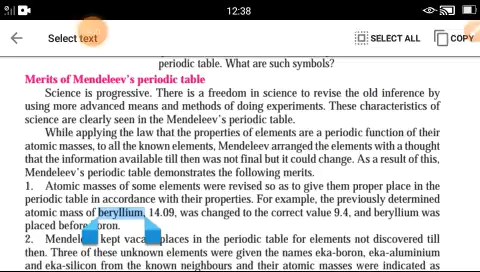 12:38
Select text
SELECT ALL
COPY
periodic table. What are such symbols?
Merits of Mendeleev's periodic table
Science is progressive. There is a freedom in science to revise the old inference by
using more advanced means and methods of doing experiments. These characteristics of
science are clearly seen in the Mendeleev's periodic table.
While applying the law that the properties of elements are a periodic function of their
atomic masses, to all the known elements, Mendeleev arranged the elements with a thought
that the information available till then was not final but it could change. As a result of this,
Mendeleev's periodic table demonstrates the following merits.
1. Atomic masses of some elements were revised so as to give them proper place in the
periodic table in accordance with their properties. For example, the previously determined
atomic mass of beryllium, 14.09, was changed to the correct value 9.4, and beryllium was
placed before boron.
2. kept places in the periodic table for elements not discovered till
then. Three of these unknown elements were given the names eka-boron, eka-aluminium
and eka-silicon from the known neighbours and their atomic masses were indicated as